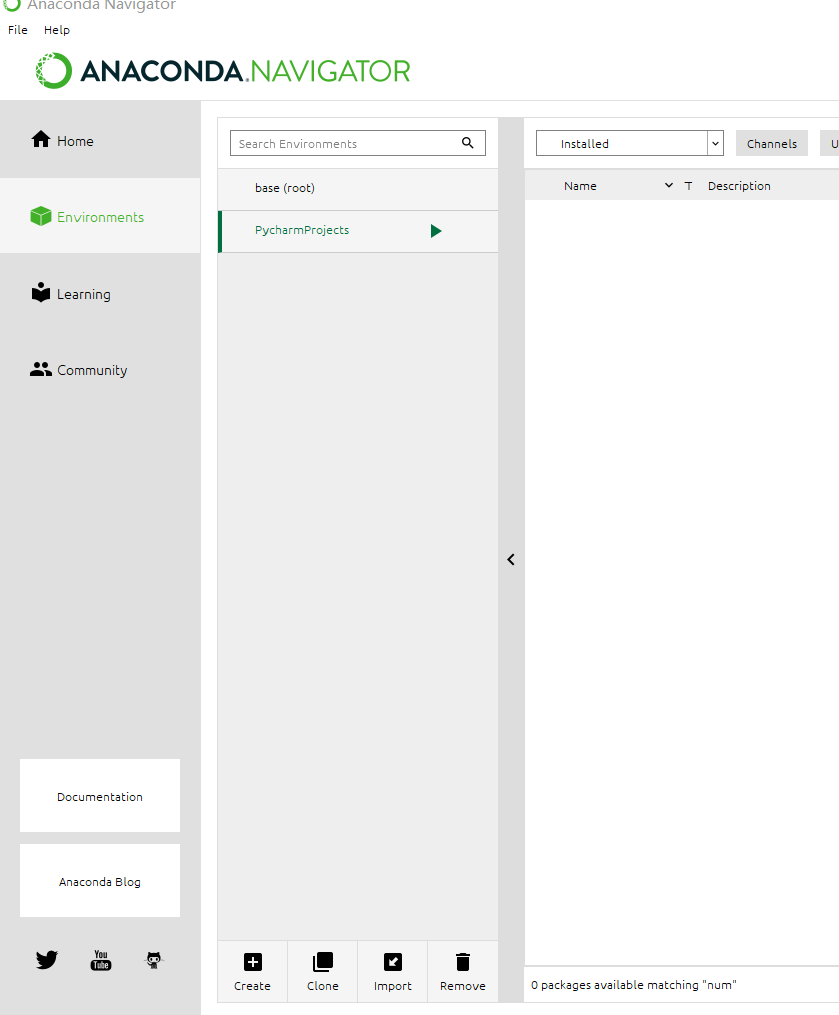 Anaconda Navigator
File Help
ANACONDA.NAVIGATOR
Home
Environments
Learning
Community
Documentation
Anaconda Blog
You
Tube
Search Environments
base (root)
PycharmProjects
Create Clone Import Remove
Installed Channels U
Name T Description
0 packages available matching "num"